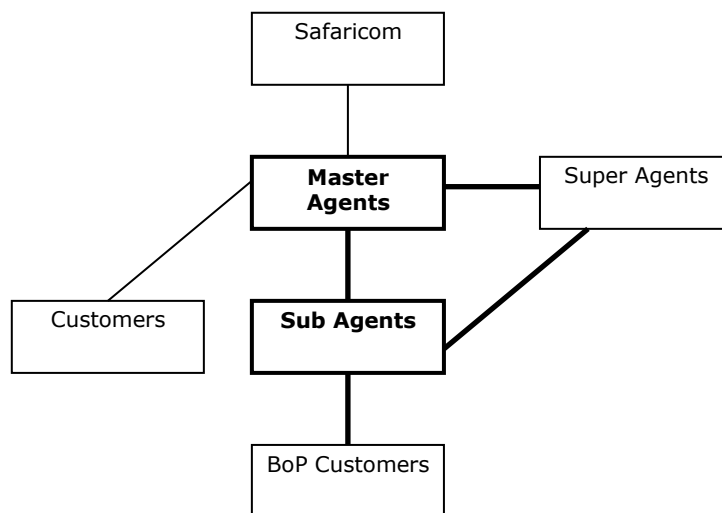 Safaricom
Master
Agents
Super Agents
Customers
Sub Agents
BoP Customers